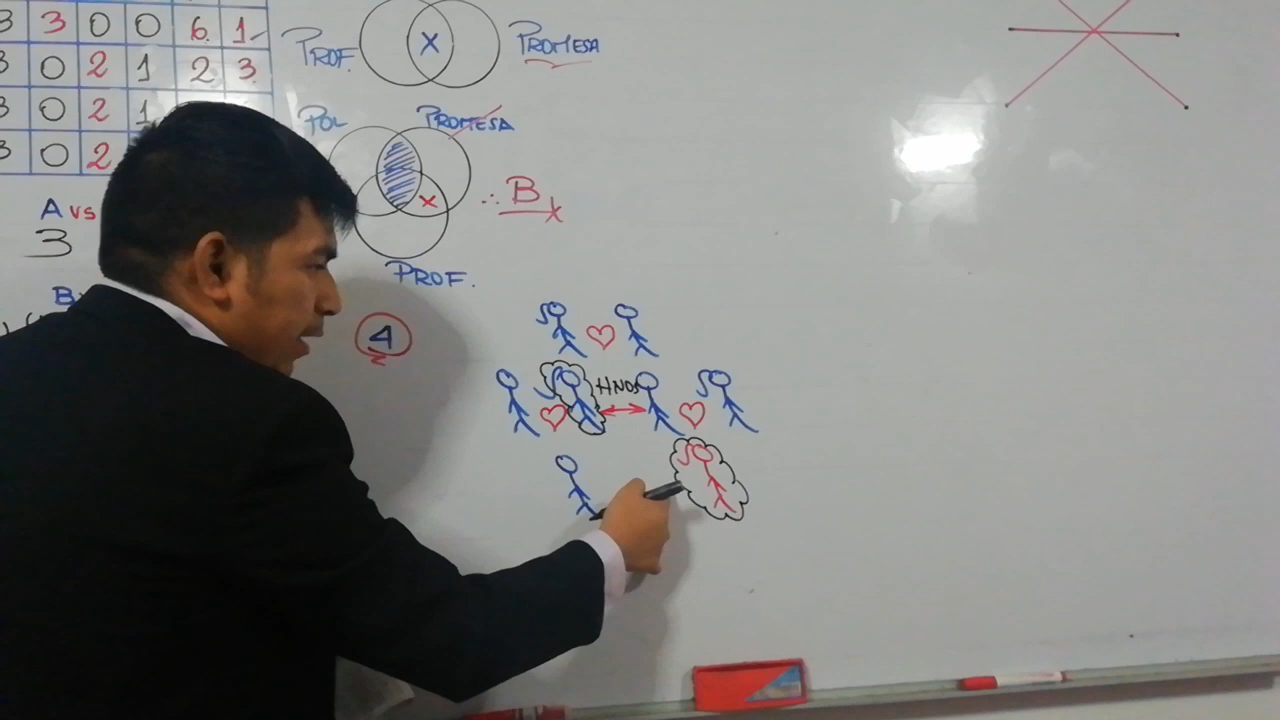 3 3 0 0 6. 1-
3 0 2 1 2 3.
3 0 2 1
3 0 2
A vs
3
B
PROF. X PROMESA
POL PROMESA
x
∴ B
PROF.
4
HNOS